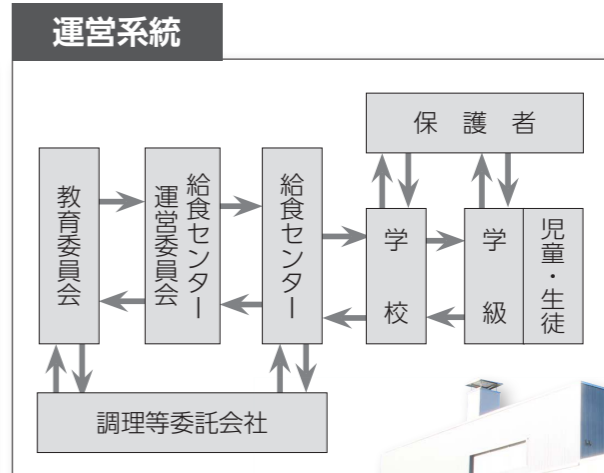 運営系統
保護者
教育委員会
給食センター
運営委員会
給食センター
学校
学級
児童・生徒
調理等委託会社